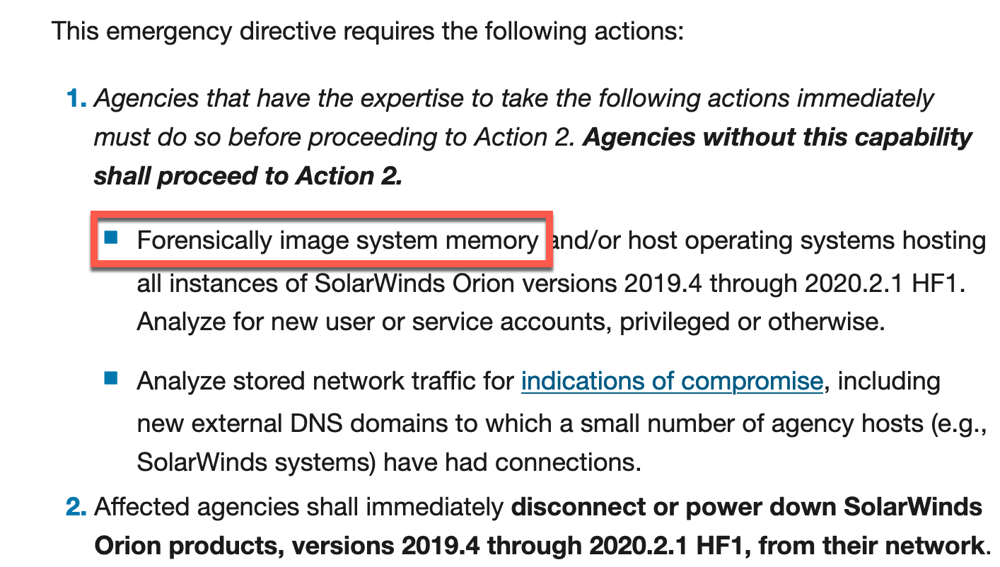 This emergency directive requires the following actions:
1. Agencies that have the expertise to take the following actions immediately
must do so before proceeding to Action 2. Agencies without this capability
shall proceed to Action 2.
Forensically image system memory and/or host operating systems hosting
all instances of SolarWinds Orion versions 2019.4 through 2020.2.1 HF1.
Analyze for new user or service accounts, privileged or otherwise.
Analyze stored network traffic for indications of compromise, including
new external DNS domains to which a small number of agency hosts (e.g.,
SolarWinds systems) have had connections.
2. Affected agencies shall immediately disconnect or power down SolarWinds
Orion products, versions 2019.4 through 2020.2.1 HF1, from their network.